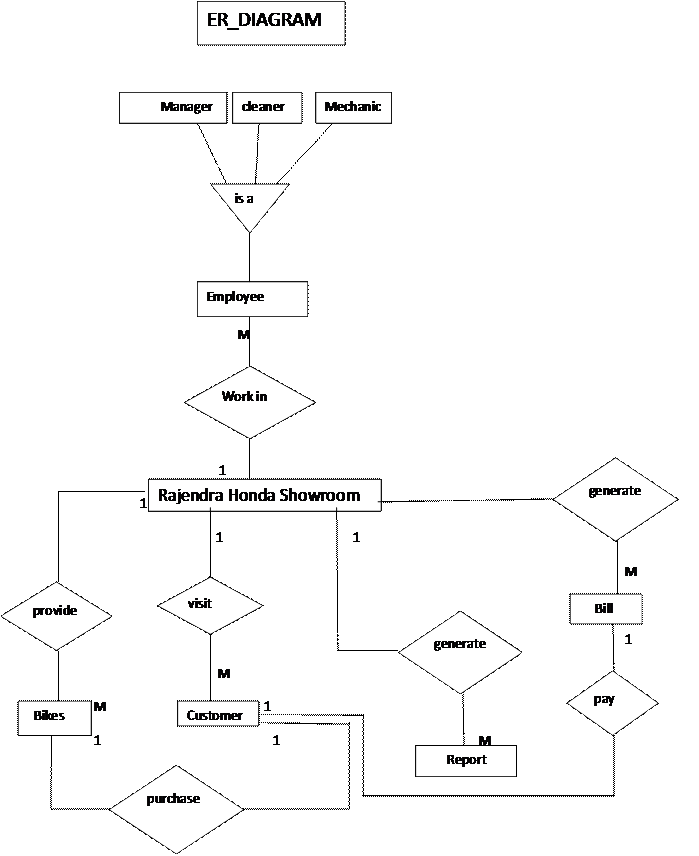 ER_DIAGRAM
Manager
cleaner
Mechanic
is a
Employee
M
Work in
1
Rajendra Honda Showroom
1
1
1
generate
M
provide
visit
Bill
1
generate
M
pay
M
Bikes
1
Customer
1
1
M
Report
purchase